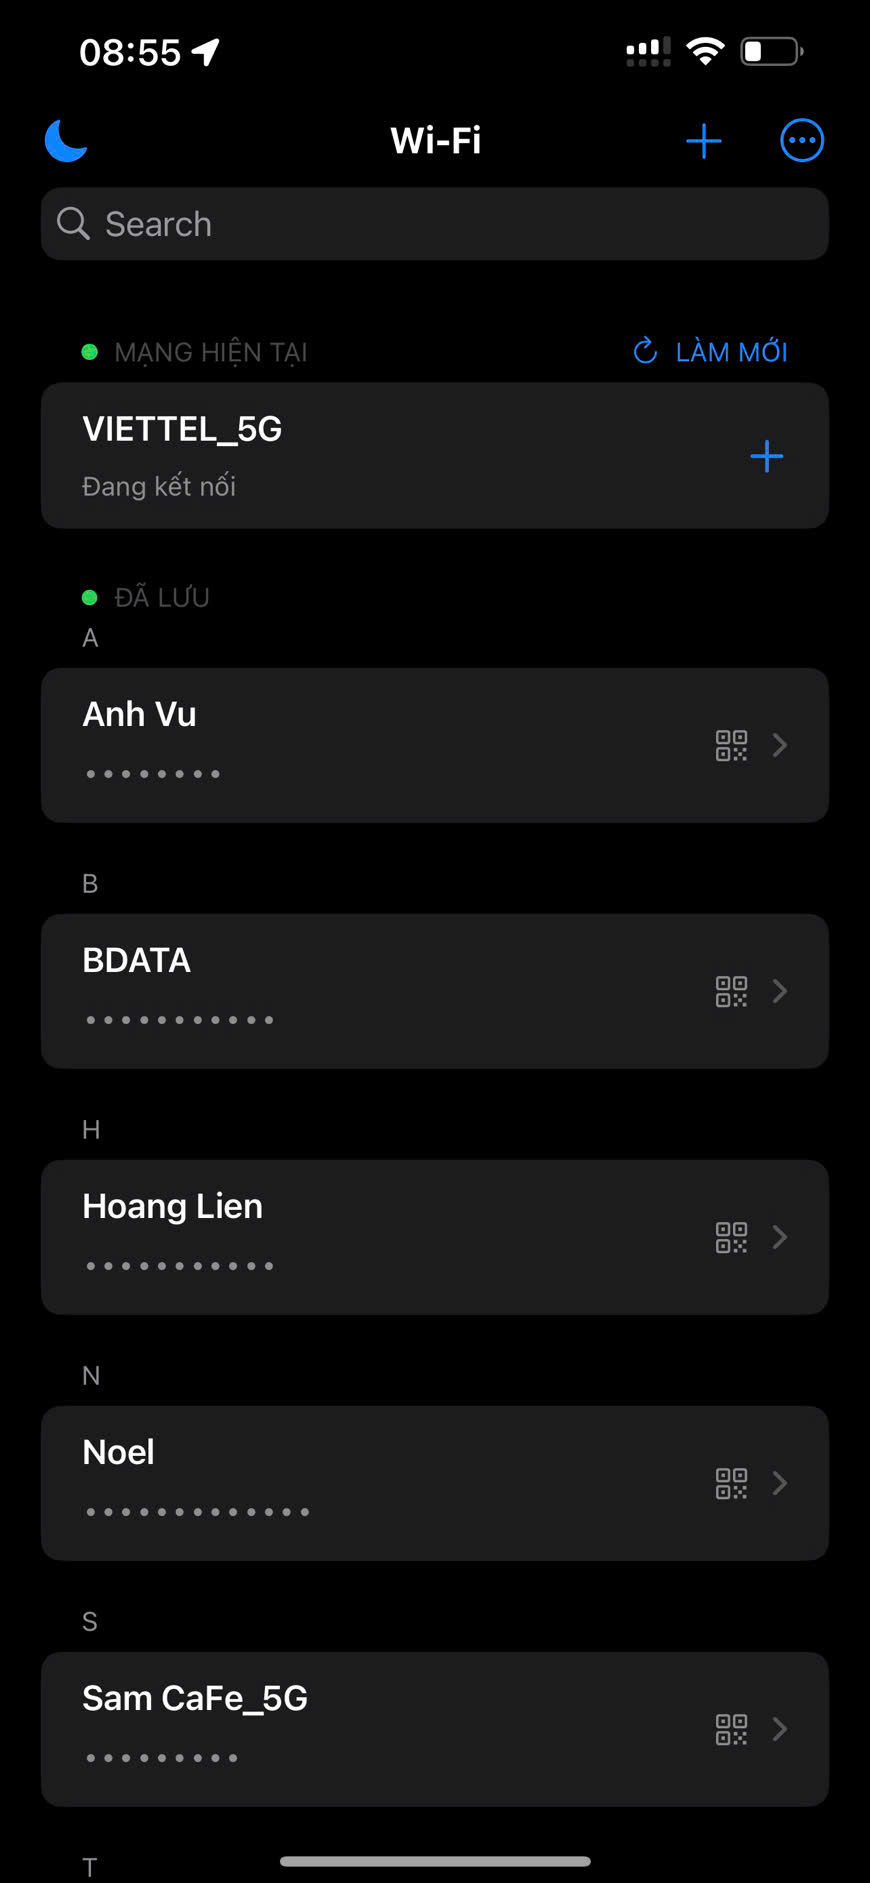 08:55
Wi-Fi
Search
MẠNG HIỆN TẠI
LÀM MỚI
VIETTEL_5G
Đang kết nối
ĐÃ LƯU
A
Anh Vu
••••••••
B
BDATA
•••••••••••
H
Hoang Lien
•••••••••••
N
Noel
•••••••••••••
S
Sam CaFe_5G
•••••••••
T